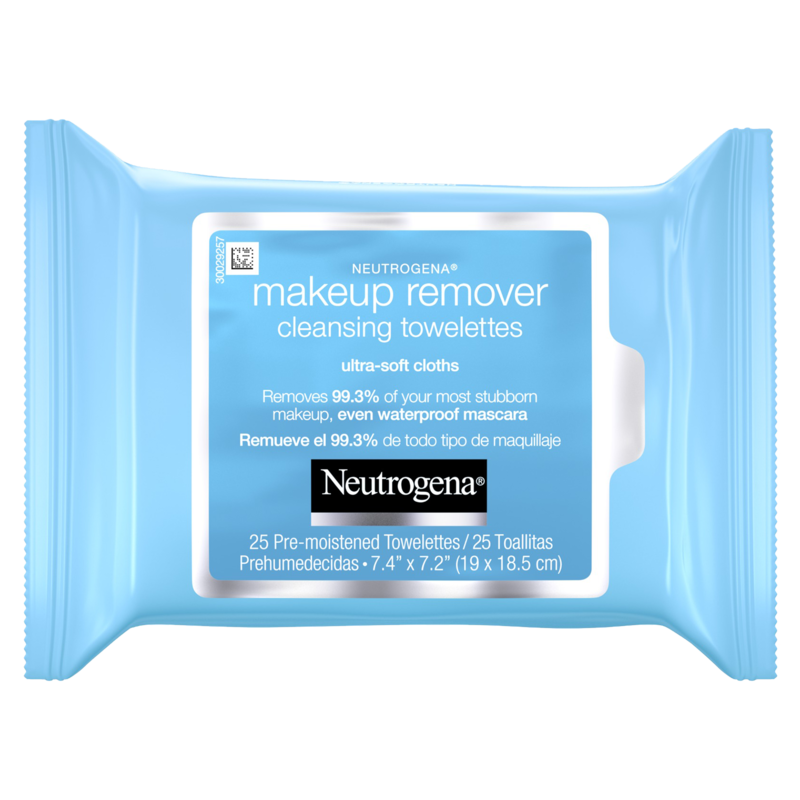 30029257
NEUTROGENA®
makeup remover
cleansing towelettes
ultra-soft cloths
Removes 99.3% of your most stubborn
makeup, even waterproof mascara
Remueve el 99.3% de todo tipo de maquillaje
Neutrogena®
25 Pre-moistened Towelettes / 25 Toallitas
Prehumedecidas • 7.4” x 7.2” (19 x 18.5 cm)